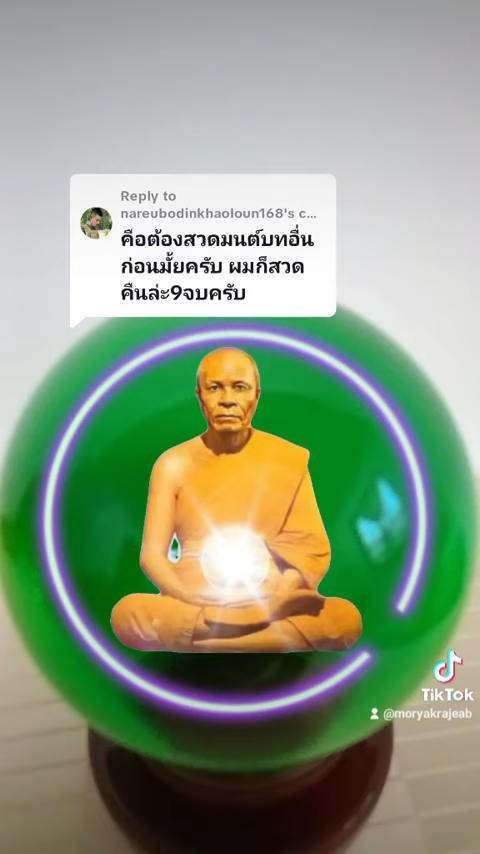 Reply to
nareubodinkhaoloun168's c...
คือต้องสวดมนต์บทอื่น
ก่อนมั้ยครับ ผมก็สวด
คืนล่ะ9จบครับ
TikTok
@moryakrajeab